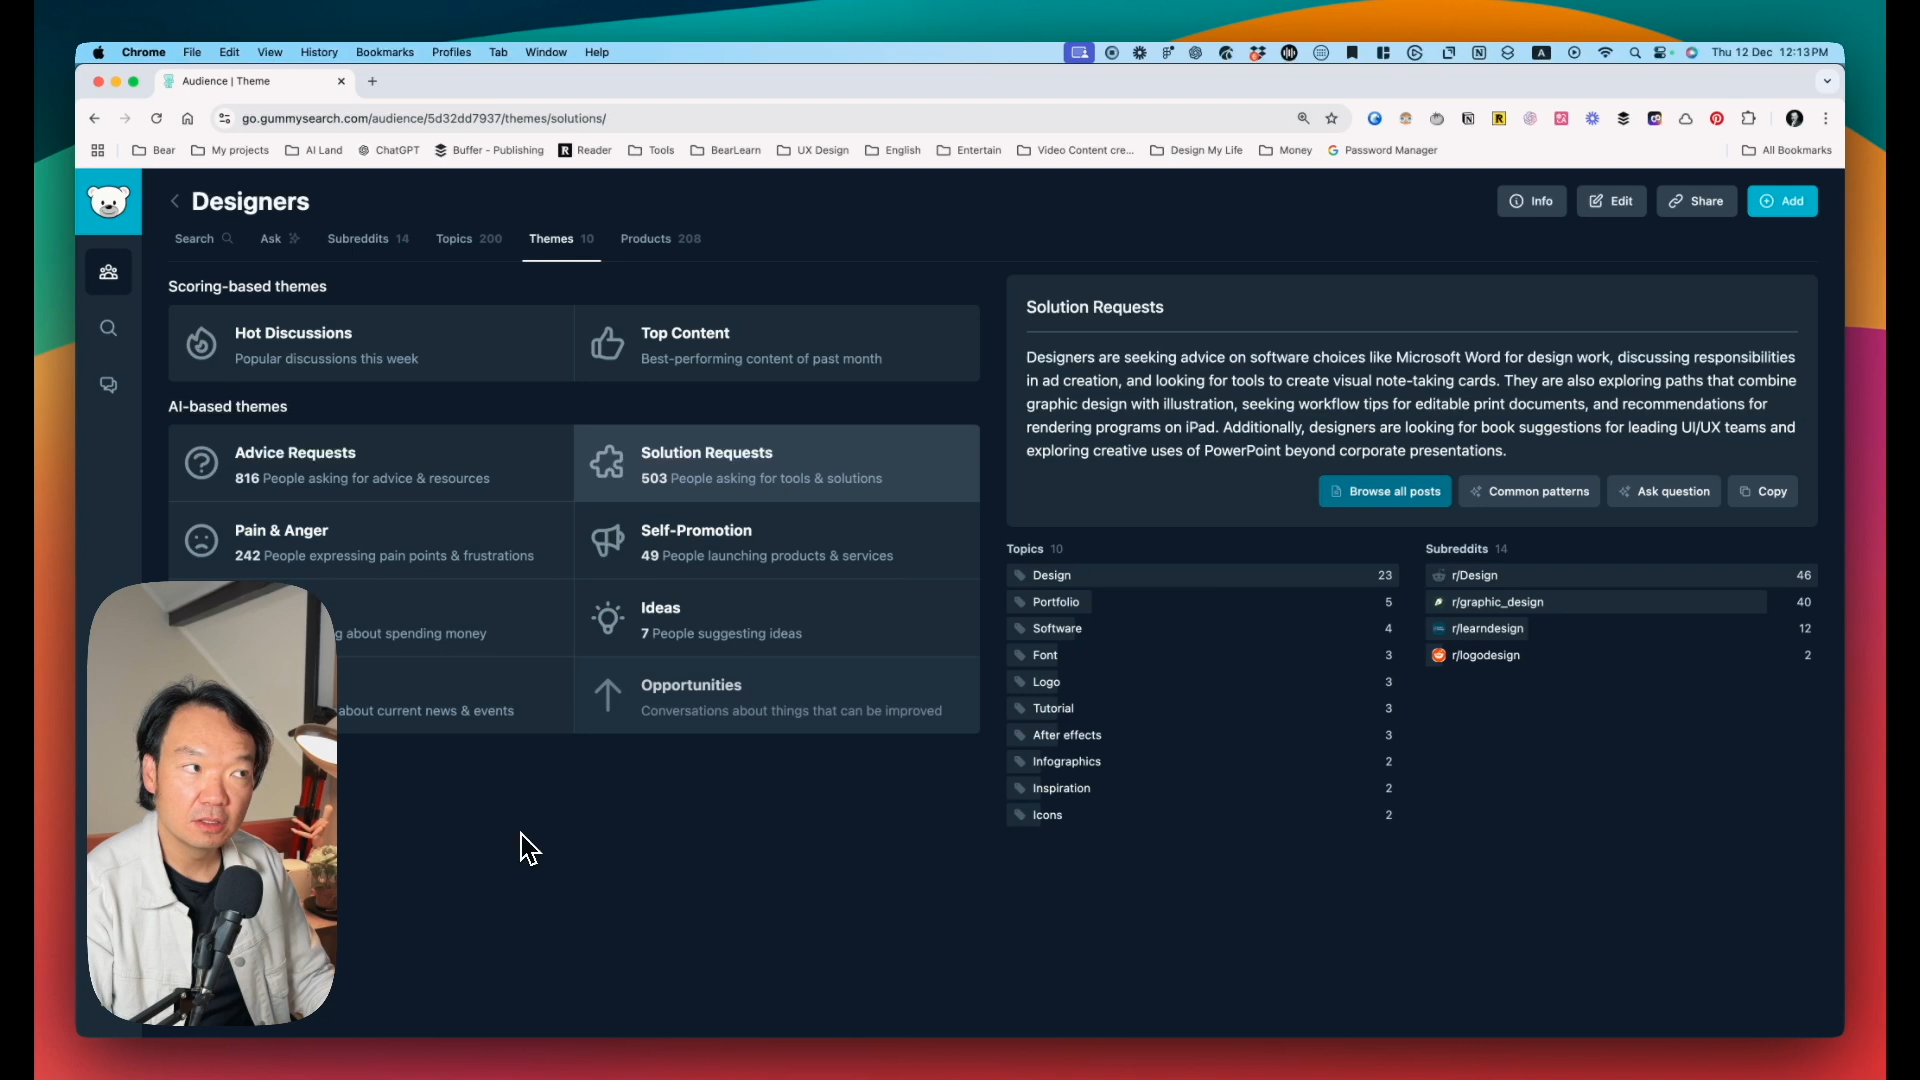 Chrome File Edit View History Bookmarks Profiles Tab Window Help
Thu 12 Dec 12:13 PM
Audience | Theme
go.gummysearch.com/audience/5d32dd7937/themes/solutions/
Bear My projects AI Land ChatGPT Buffer - Publishing Reader Tools BearLearn UX Design English Entertain Video Content cre... Design My Life Money Password Manager All Bookmarks
Designers
Info Edit Share Add
Search Ask Subreddits 14 Topics 200 Themes 10 Products 208
Scoring-based themes
Hot Discussions
Popular discussions this week
Top Content
Best-performing content of past month
AI-based themes
Advice Requests
816 People asking for advice & resources
Solution Requests
503 People asking for tools & solutions
Pain & Anger
242 People expressing pain points & frustrations
Self-Promotion
49 People launching products & services
g about spending money
Ideas
7 People suggesting ideas
about current news & events
Opportunities
Conversations about things that can be improved
Solution Requests
Designers are seeking advice on software choices like Microsoft Word for design work, discussing responsibilities
in ad creation, and looking for tools to create visual note-taking cards. They are also exploring paths that combine
graphic design with illustration, seeking workflow tips for editable print documents, and recommendations for
rendering programs on iPad. Additionally, designers are looking for book suggestions for leading UI/UX teams and
exploring creative uses of PowerPoint beyond corporate presentations.
Browse all posts Common patterns Ask question Copy
Topics 10
Design 23
Portfolio 5
Software 4
Font 3
Logo 3
Tutorial 3
After effects 3
Infographics 2
Inspiration 2
Icons 2
Subreddits 14
r/Design 46
r/graphic_design 40
r/learndesign 12
r/logodesign 2